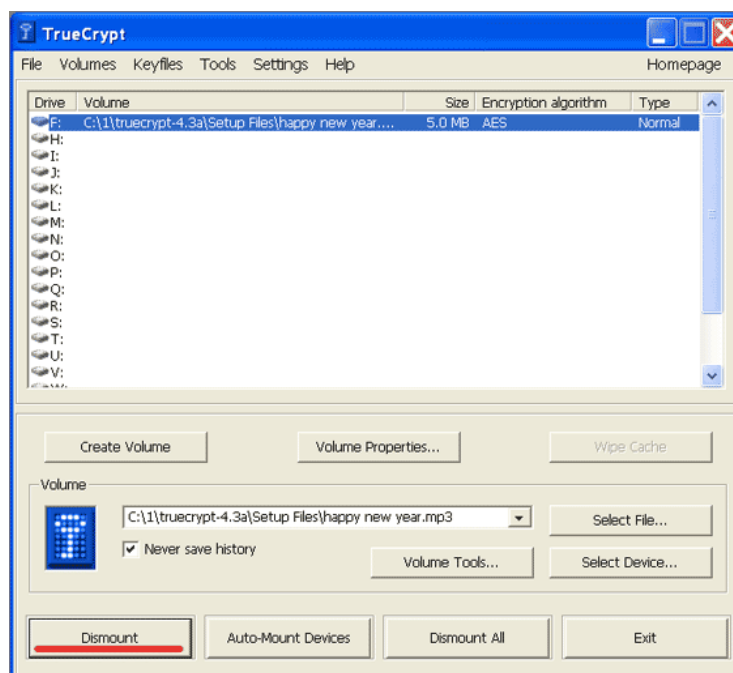 TrueCrypt
File Volumes Keyfiles Tools Settings Help Homepage
Drive Volume Size Encryption algorithm Type
F: C:\1\truecrypt-4.3a\Setup Files\happy new year.... 5.0 MB AES Normal
H:
I:
J:
K:
L:
M:
N:
O:
P:
Q:
R:
S:
T:
U:
V:
W:
Create Volume Volume Properties... Wipe Cache
Volume
C:\1\truecrypt-4.3a\Setup Files\happy new year.mp3 Select File...
Never save history Volume Tools... Select Device...
Dismount Auto-Mount Devices Dismount All Exit